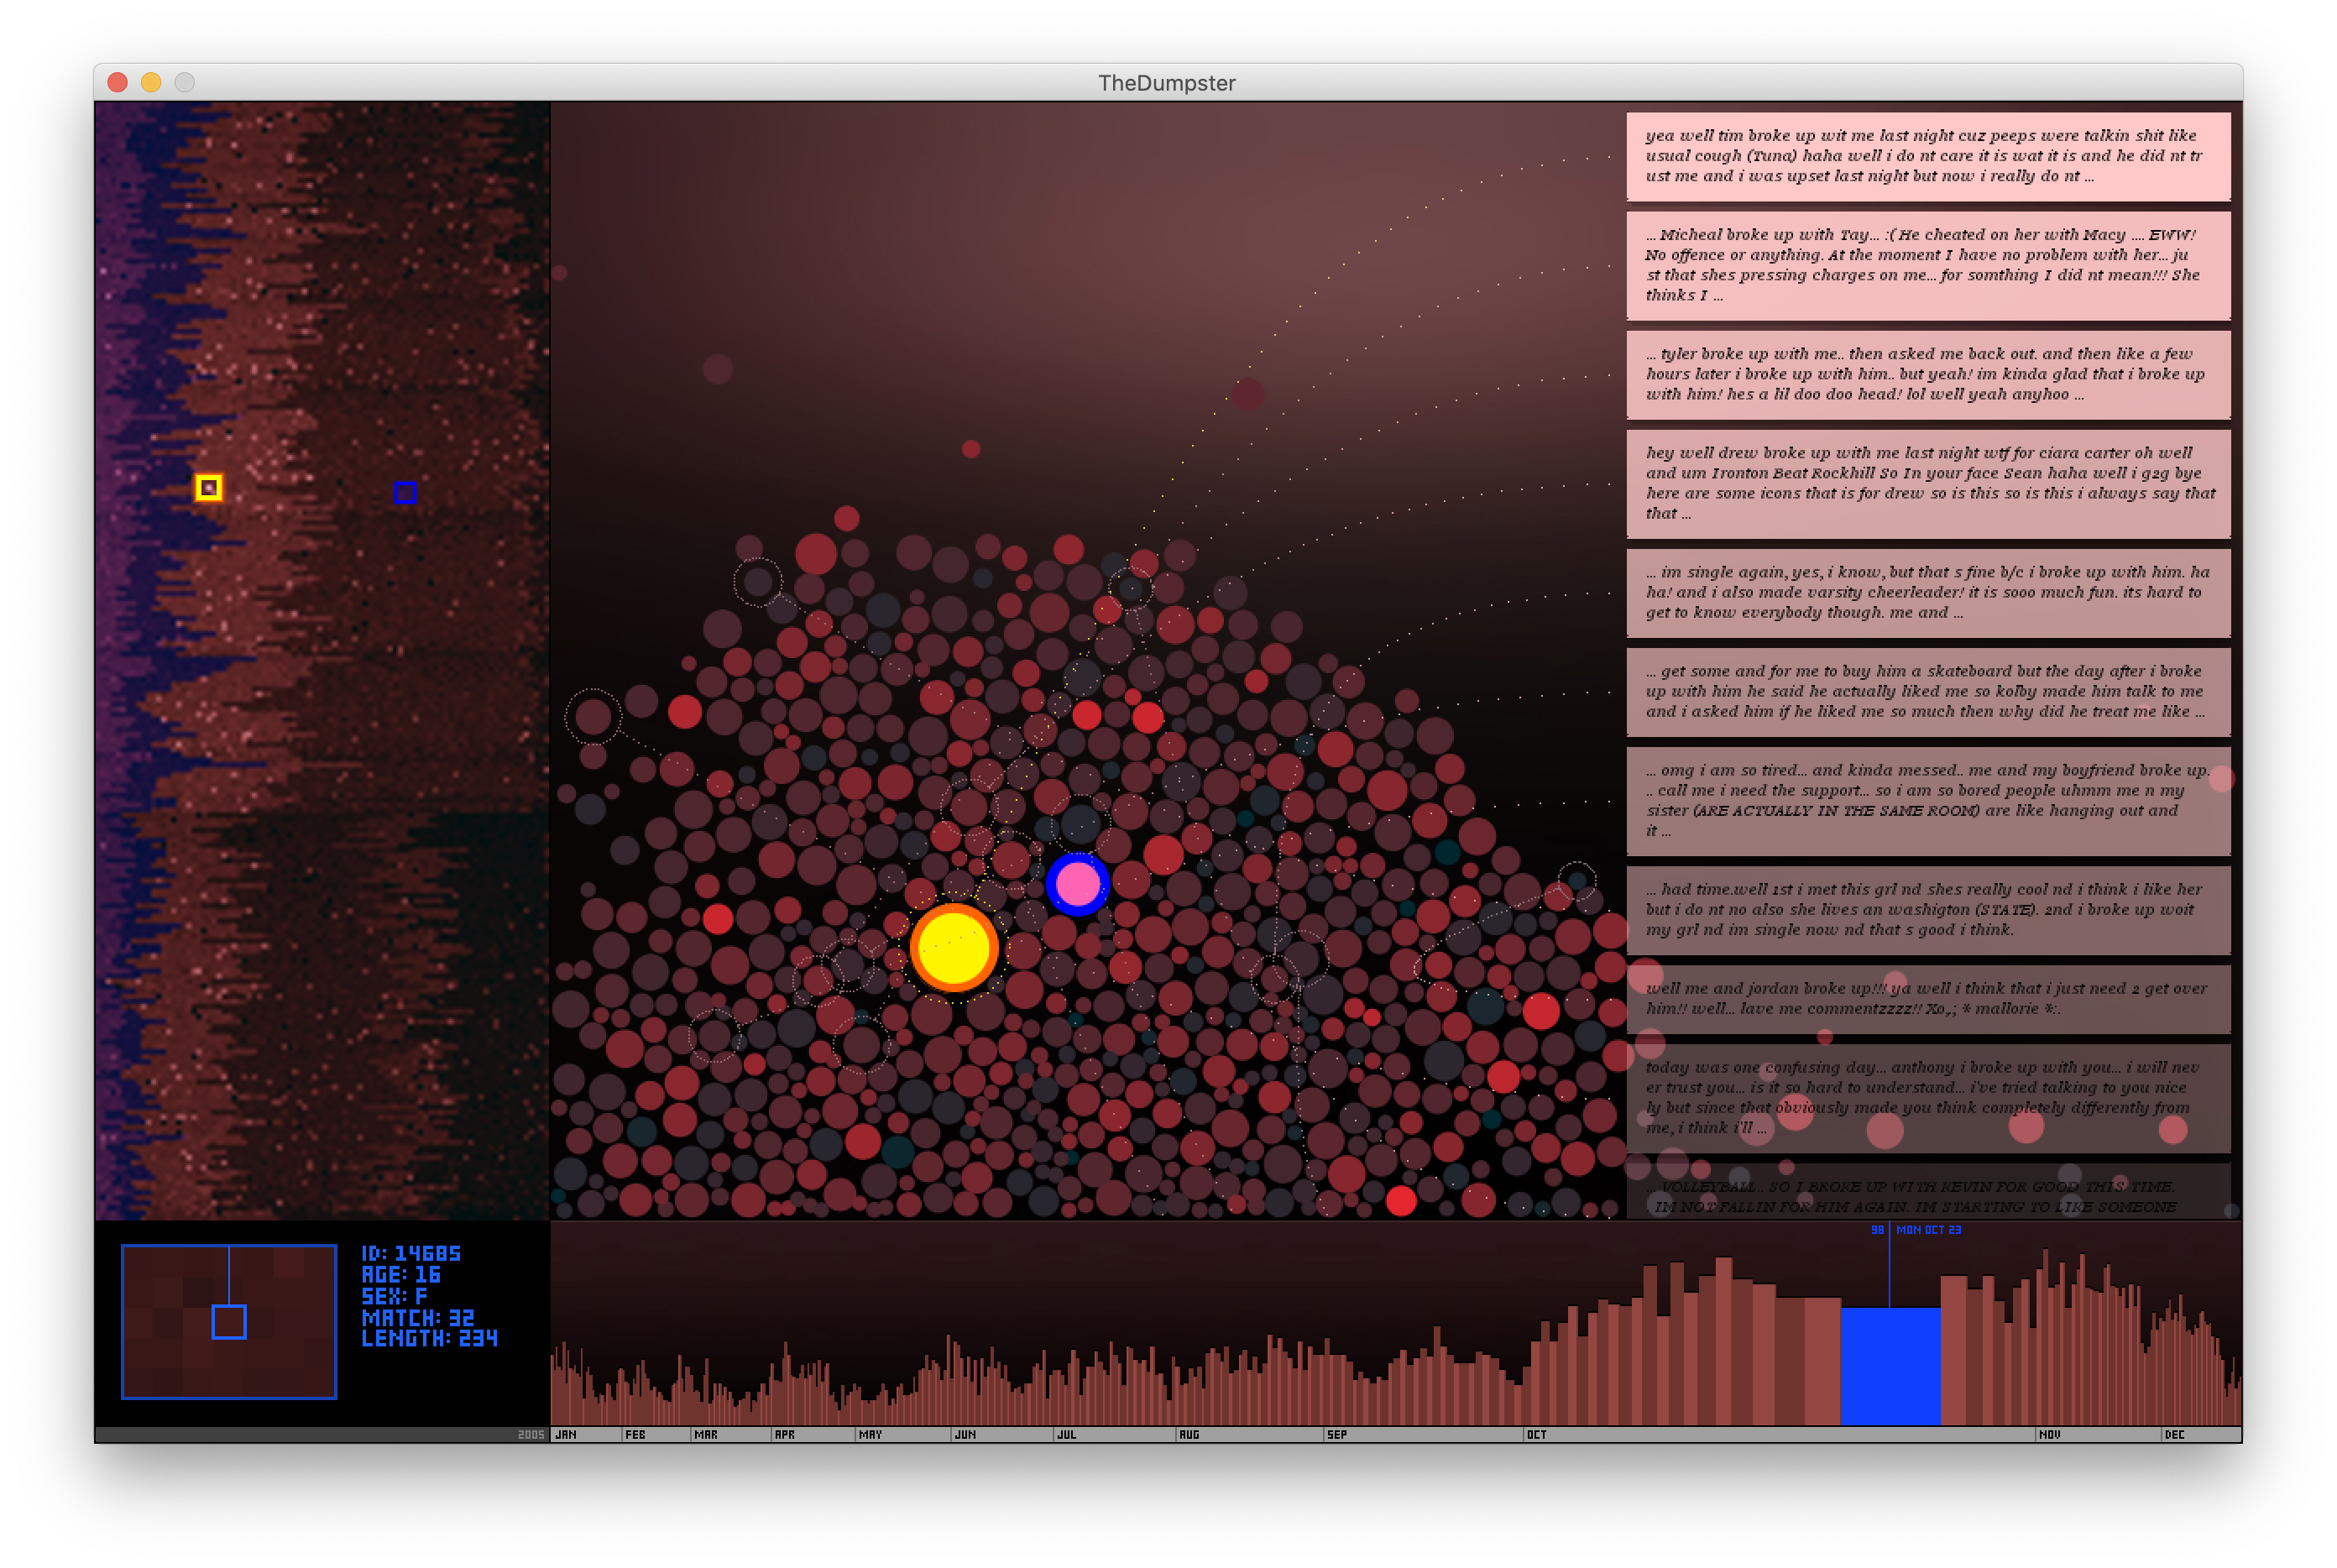 TheDumpster
yea well tim broke up wit me last night cuz peeps were talkin shit like
usual cough (Tuna) haha well i do nt care it is wat it is and he did nt tr
ust me and i was upset last night but now i really do nt ...
... Micheal broke up with Tay... :( He cheated on her with Macy .... EWW!
No offence or anything. At the moment I have no problem with her... ju
st that shes pressing charges on me... for somthing I did nt mean!!! She
thinks I ...
... tyler broke up with me.. then asked me back out. and then like a few
hours later i broke up with him.. but yeah! im kinda glad that i broke up
with him! hes a lil doo doo head! lol well yeah anyhoo ...
hey well drew broke up with me last night wtf for ciara carter oh well
and um Ironton Beat Rockhill So In your face Sean haha well i g2g bye
here are some icons that is for drew so is this so is this i always say that
that ...
... im single again, yes, i know, but that s fine b/c i broke up with him. ha
ha! and i also made varsity cheerleader! it is sooo much fun. its hard to
get to know everybody though. me and ...
... get some and for me to buy him a skateboard but the day after i broke
up with him he said he actually liked me so kolby made him talk to me
and i asked him if he liked me so much then why did he treat me like ...
... omg i am so tired... and kinda messed.. me and my boyfriend broke up.
.. call me i need the support... so i am so bored people uhmm me n my
sister (ARE ACTUALLY IN THE SAME ROOM) are like hanging out and
it ...
... had time.well 1st i met this grl nd shes really cool nd i think i like her
but i do nt no also she lives an washigton (STATE). 2nd i broke up woit
my grl nd im single now nd that s good i think.
well me and jordan broke up!!! ya well i think that i just need 2 get over
him!! well... lave me commentzzzz!! Xo,; * mallorie *:.
today was one confusing day... anthony i broke up with you... i will nev
er trust you... is it so hard to understand... i've tried talking to you nice
ly but since that obviously made you think completely differently from
me, i think i'll ...
... VOLLEYBALL.. SO I BROKE UP WITH KEVIN FOR GOOD THIS TIME.
IM NOT FALLIN FOR HIM AGAIN. IM STARTING TO LIKE SOMEONE
98 MON OCT 23
ID: 14685
AGE: 16
SEX: F
MATCH: 32
LENGTH: 234
2005 JAN FEB MAR APR MAY JUN JUL AUG SEP OCT NOV DEC